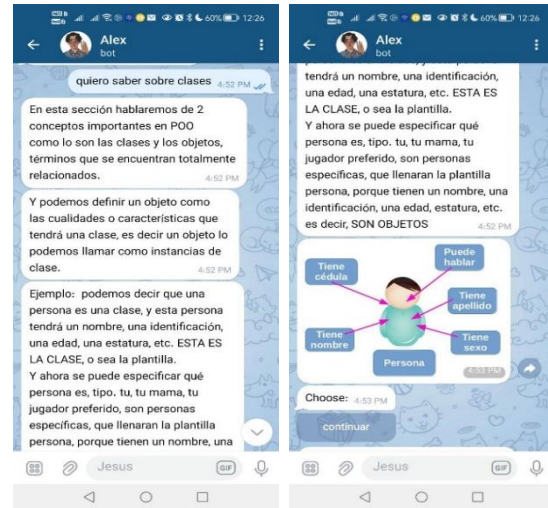 60% 12:26
Alex
bot
quiero saber sobre clases 4:52 PM
En esta sección hablaremos de 2
conceptos importantes en POO
como lo son las clases y los objetos,
términos que se encuentran totalmente
relacionados. 4:52 PM
Y podemos definir un objeto como
las cualidades o características que
tendrá una clase, es decir un objeto lo
podemos llamar como instancias de
clase. 4:52 PM
Ejemplo: podemos decir que una
persona es una clase, y esta persona
tendrá un nombre, una identificación,
una edad, una estatura, etc. ESTA ES
LA CLASE, o sea la plantilla.
Y ahora se puede especificar qué
persona es, tipo. tu, tu mama, tu
jugador preferido, son personas
específicas, que llenaran la plantilla
persona, porque tienen un nombre, una
Jesus
GIF
60% 12:26
Alex
bot
tendrá un nombre, una identificación,
una edad, una estatura, etc. ESTA ES
LA CLASE, o sea la plantilla.
Y ahora se puede especificar qué
persona es, tipo. tu, tu mama, tu
jugador preferido, son personas
específicas, que llenaran la plantilla
persona, porque tienen un nombre, una
identificación, una edad, estatura, etc.
es decir, SON OBJETOS 4:52 PM
Puede
hablar
Tiene
cédula
Tiene
apellido
Tiene
nombre
Tiene
sexo
Persona
4:53 PM
Choose: 4:53 PM
continuar
Jesus
GIF